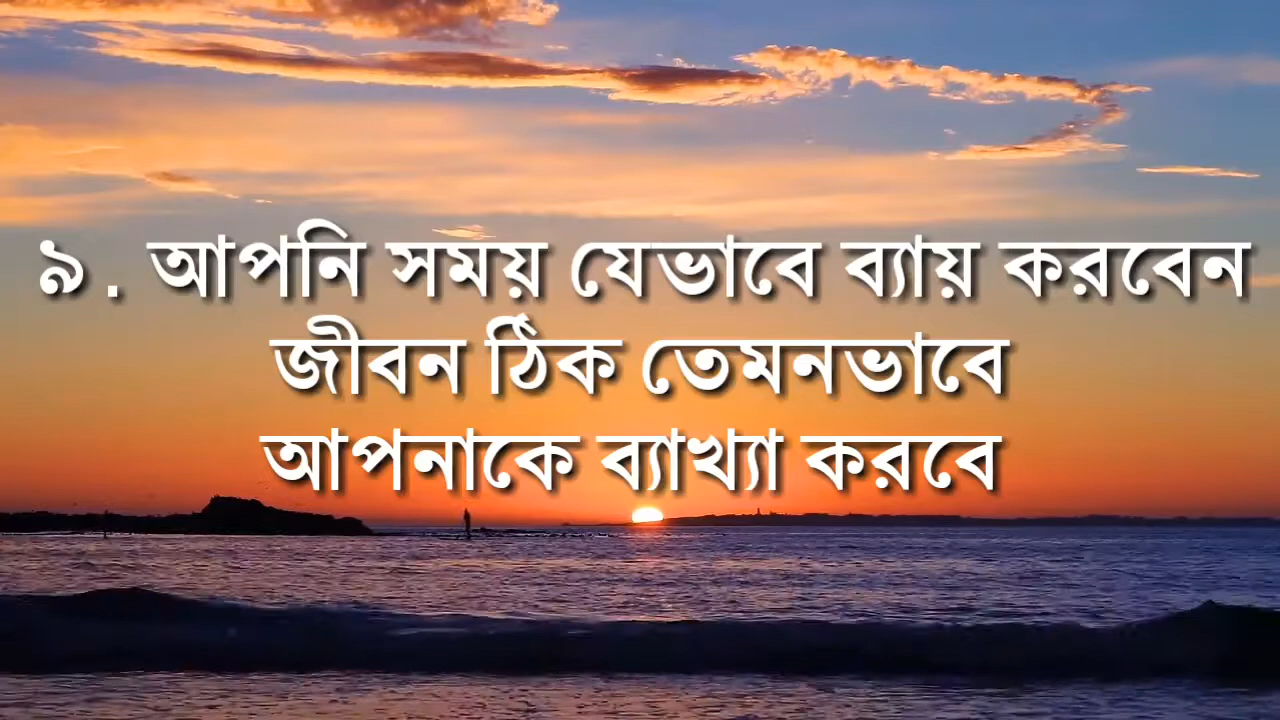 ৯. আপনি সময় যেভাবে ব্যায় করবেন
জীবন ঠিক তেমনভাবে
আপনাকে ব্যাখ্যা করবে